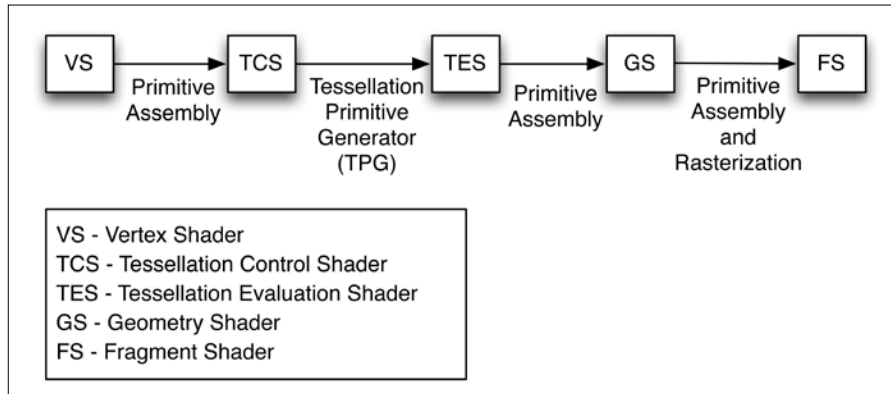 VS
TCS
TES
GS
FS
Primitive
Assembly
Tessellation
Primitive
Generator
(TPG)
Primitive
Assembly
Primitive
Assembly
and
Rasterization
VS - Vertex Shader
TCS - Tessellation Control Shader
TES - Tessellation Evaluation Shader
GS - Geometry Shader
FS - Fragment Shader